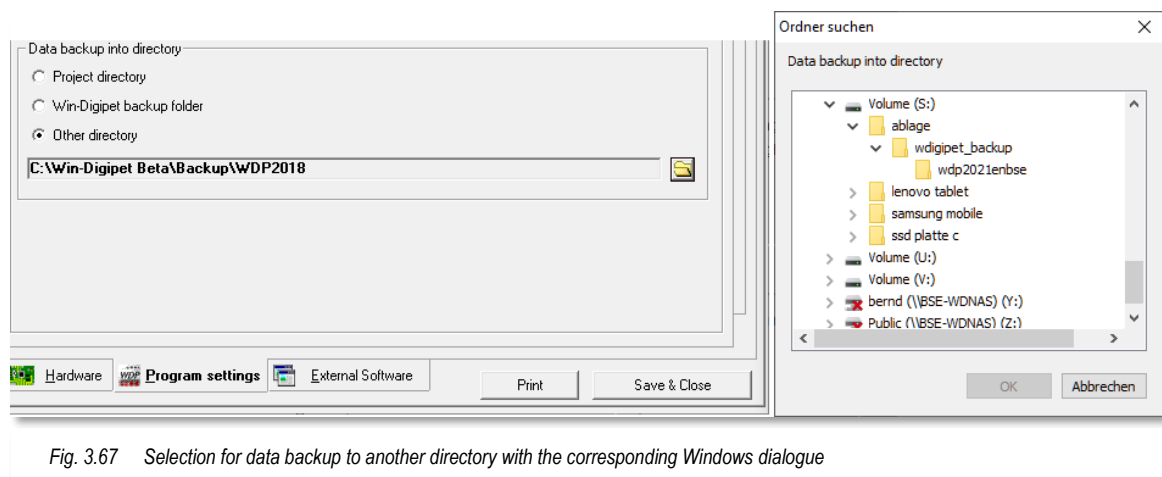 Data backup into directory
Project directory
Win-Digipet backup folder
Other directory
C:\Win-Digipet Beta\Backup\WDP2018
Hardware
WDP
Program settings
External Software
Print
Save & Close
Ordner suchen
Data backup into directory
Volume (S:)
ablage
wdigipet_backup
wdp2021enbse
lenovo tablet
samsung mobile
ssd platte c
Volume (U:)
Volume (V:)
bernd (\\BSE-WDNAS) (Y:)
Public (\\BSE-WDNAS) (Z:)
OK
Abbrechen
Fig. 3.67 Selection for data backup to another directory with the corresponding Windows dialogue